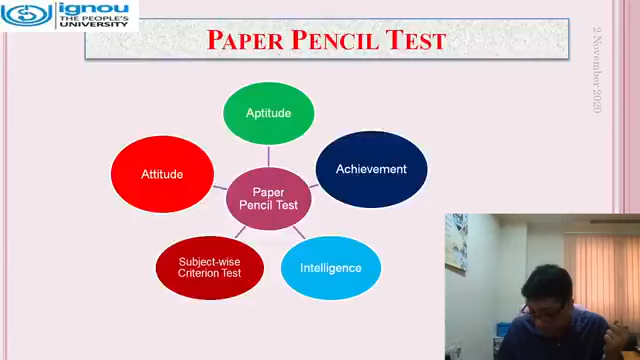 ignou
THE PEOPLE'S
UNIVERSITY
PAPER PENCIL TEST
2 November 2020
Aptitude
Attitude
Achievement
Paper
Pencil Test
Subject-wise
Criterion Test
Intelligence